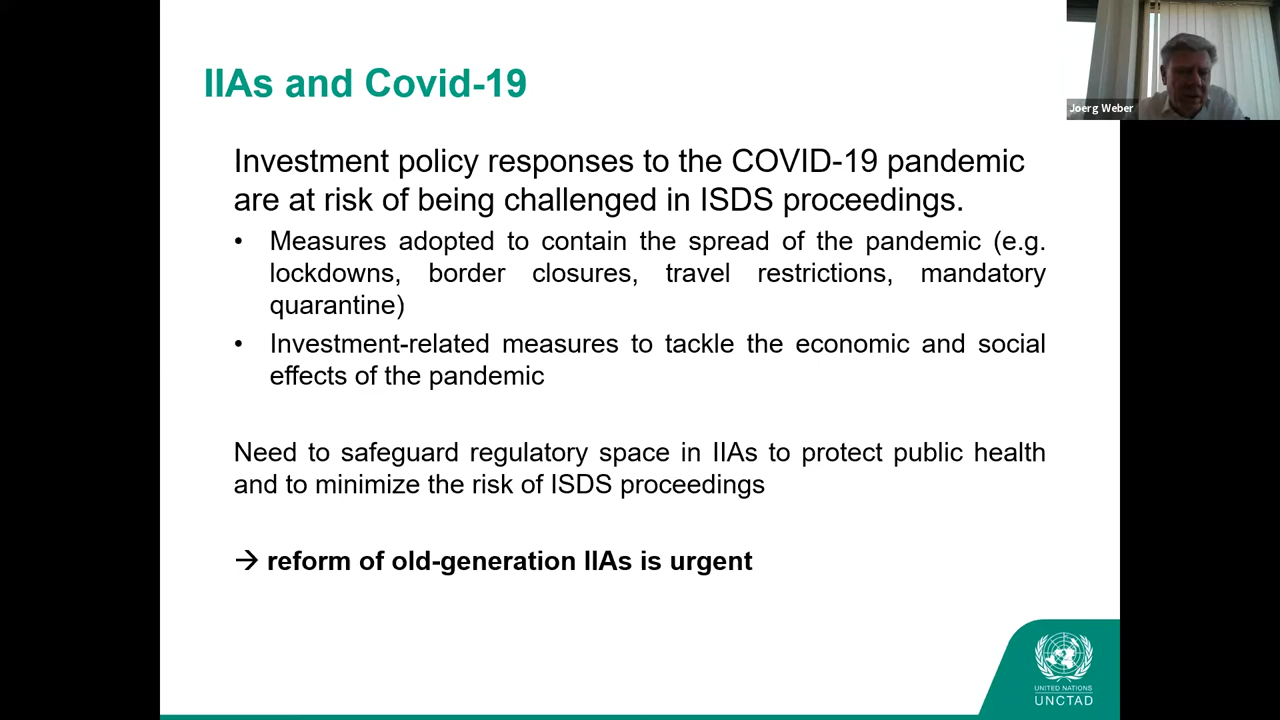 IIAs and Covid-19
Joerg Weber
Investment policy responses to the COVID-19 pandemic
are at risk of being challenged in ISDS proceedings.
• Measures adopted to contain the spread of the pandemic (e.g.
lockdowns, border closures, travel restrictions, mandatory
quarantine)
• Investment-related measures to tackle the economic and social
effects of the pandemic
Need to safeguard regulatory space in IIAs to protect public health
and to minimize the risk of ISDS proceedings
→ reform of old-generation IIAs is urgent
UNITED NATIONS
UNCTAD